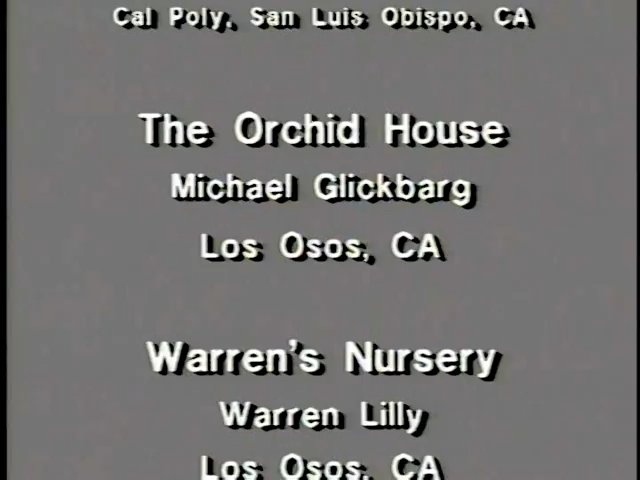 Cal Poly, San Luis Obispo, CA
The Orchid House
Michael Glickbarg
Los Osos, CA
Warren's Nursery
Warren Lilly
Los Osos, CA